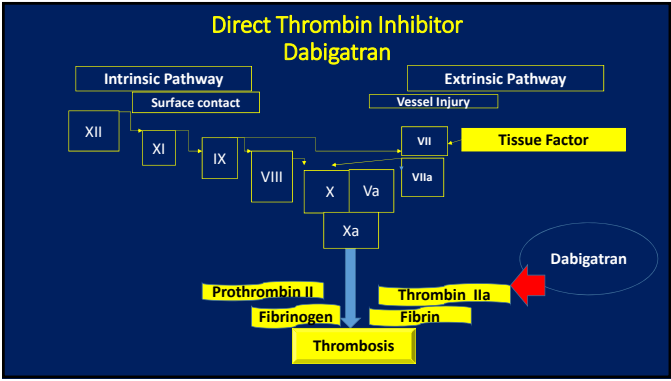 Direct Thrombin Inhibitor
Dabigatran
Intrinsic Pathway
Extrinsic Pathway
Surface contact
Vessel Injury
XII
XI
IX
VIII
VII
Tissue Factor
VIIa
X
Va
Xa
Dabigatran
Prothrombin II
Thrombin IIa
Fibrinogen
Fibrin
Thrombosis